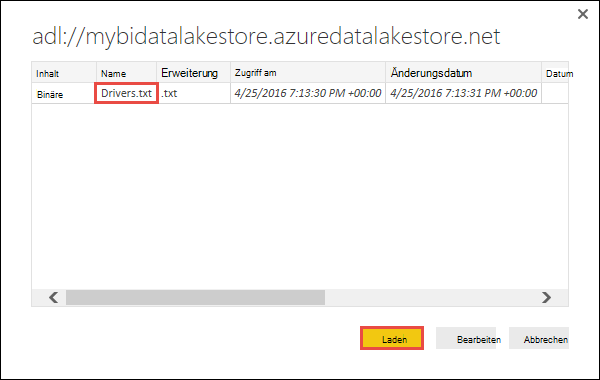 adl://mybidatalakestore.azuredatalakestore.net
Inhalt Name Erweiterung Zugriff am Änderungsdatum Datum
Binäre Drivers.txt .txt 4/25/2016 7:13:30 PM +00:00 4/25/2016 7:13:31 PM +00:00
Laden Bearbeiten Abbrechen